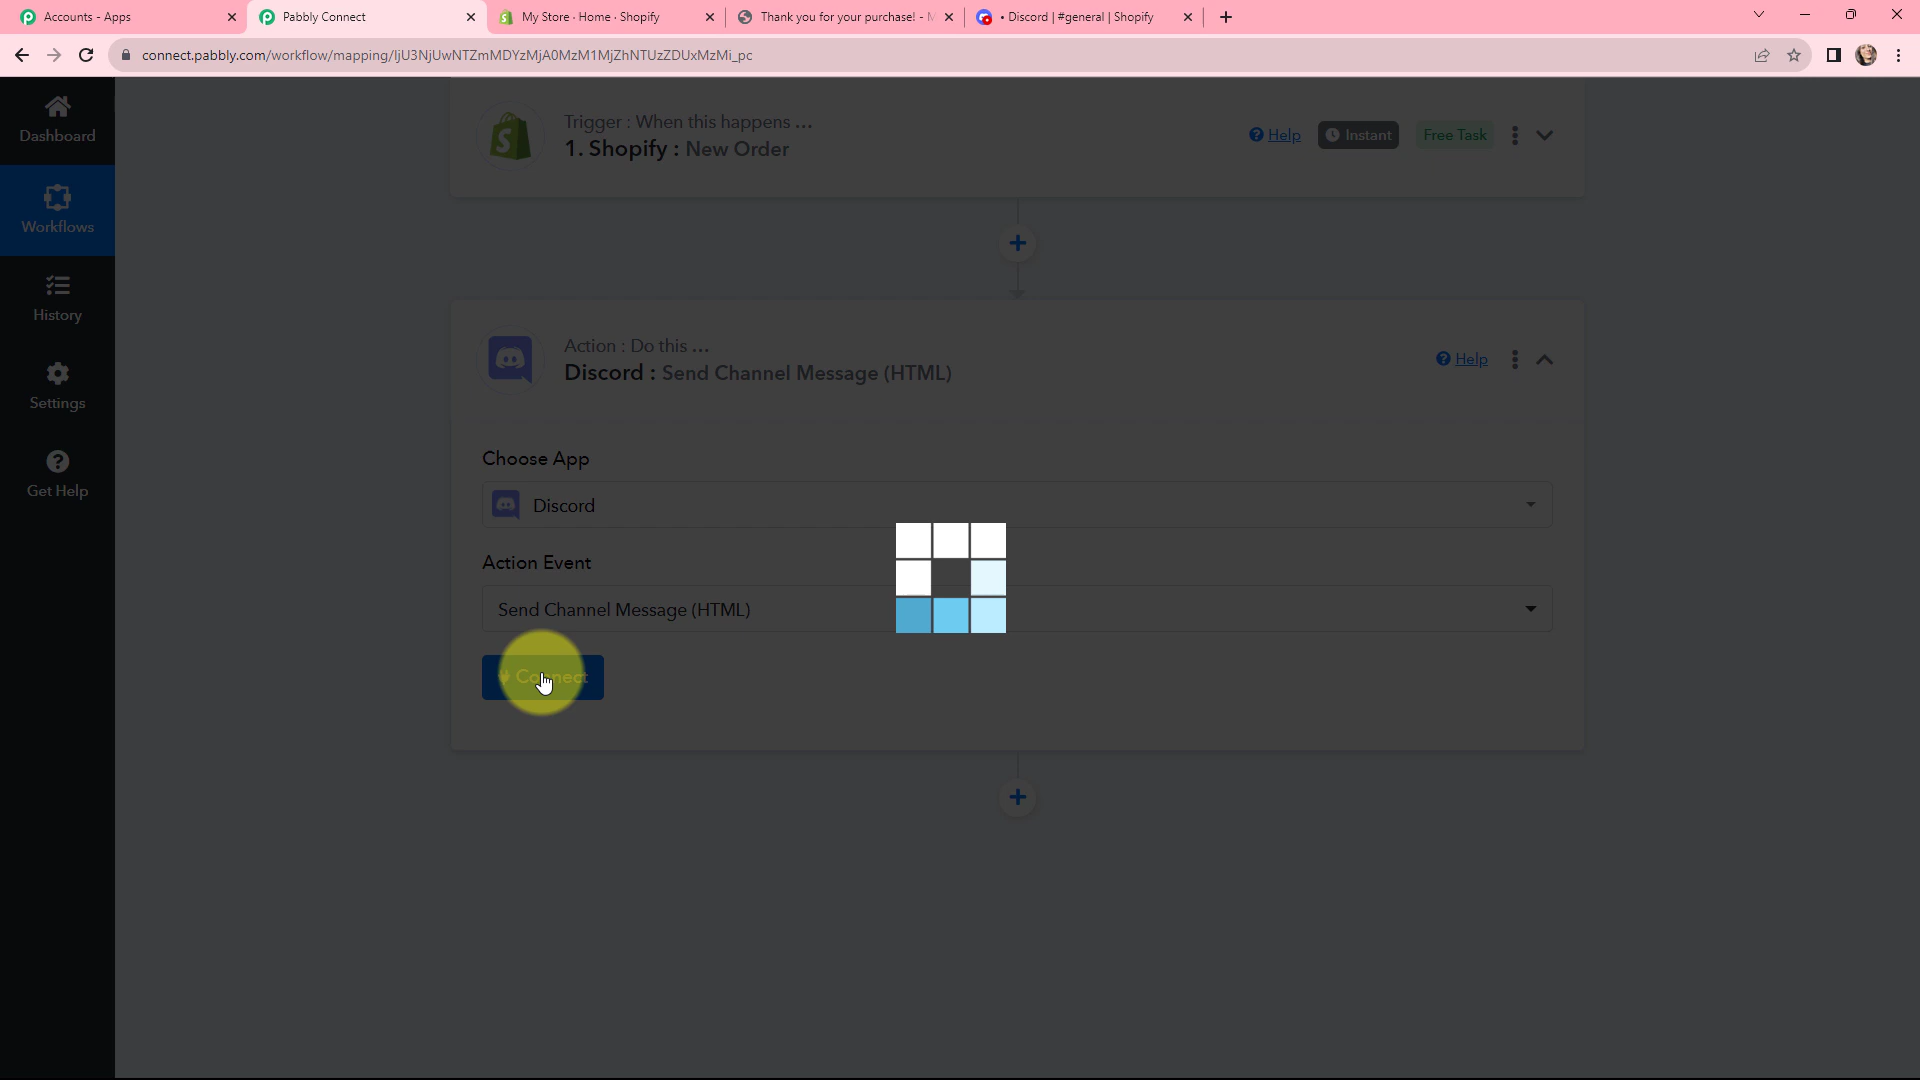 Accounts - Apps
Pabbly Connect
My Store · Home · Shopify
Thank you for your purchase! - M
• Discord | #general | Shopify
connect.pabbly.com/workflow/mapping/IjU3NjUwNTZmMDYzMjA0MzM1MjZhNTUzZDUxMzMi_pc
Dashboard
Workflows
History
Settings
Get Help
Trigger : When this happens ...
1. Shopify : New Order
Help
Instant
Free Task
Action : Do this ...
Discord : Send Channel Message (HTML)
Help
Choose App
Discord
Action Event
Send Channel Message (HTML)
Connect